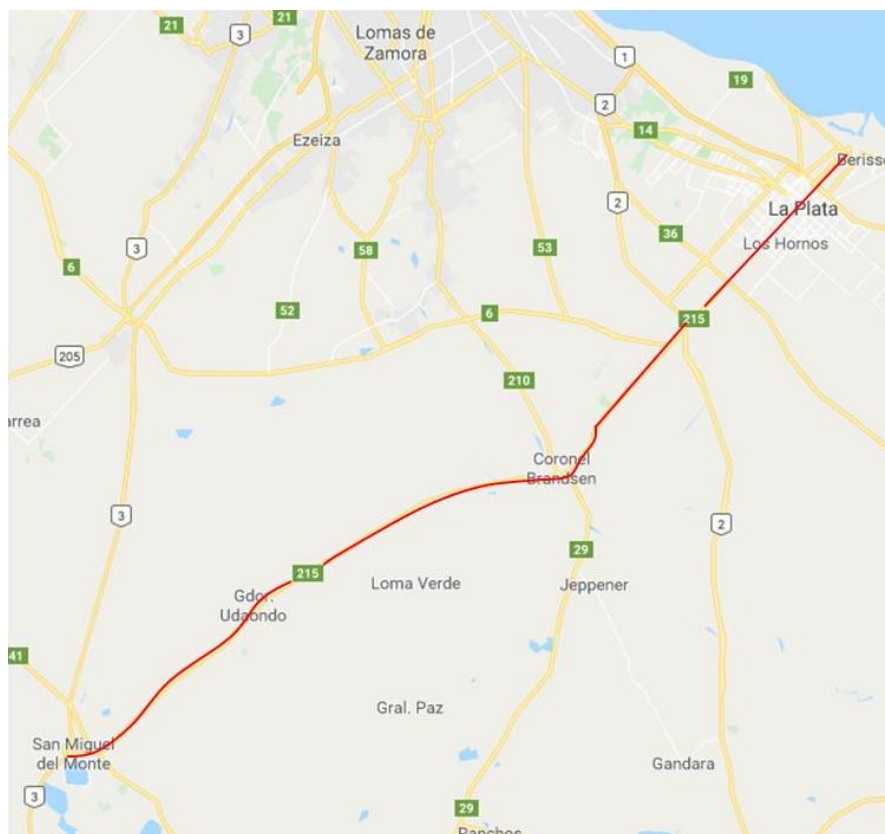 21
21
3
Lomas de
Zamora
1
19
2
14
Ezeiza
Berisso
La Plata
Los Hornos
2
36
3
58
53
6
52
6
215
205
210
arrea
Coronel
Brandsen
3
2
29
215
Loma Verde
Jeppener
Gdor.
Udaondo
41
Gral. Paz
San Miguel
del Monte
Gandara
3
29
Ranchos